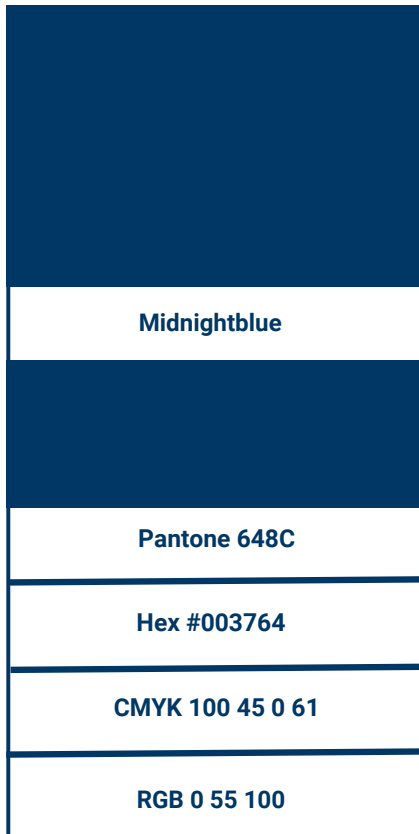 Midnightblue
Pantone 648C
Hex #003764
CMYK 100 45 0 61
RGB 0 55 100